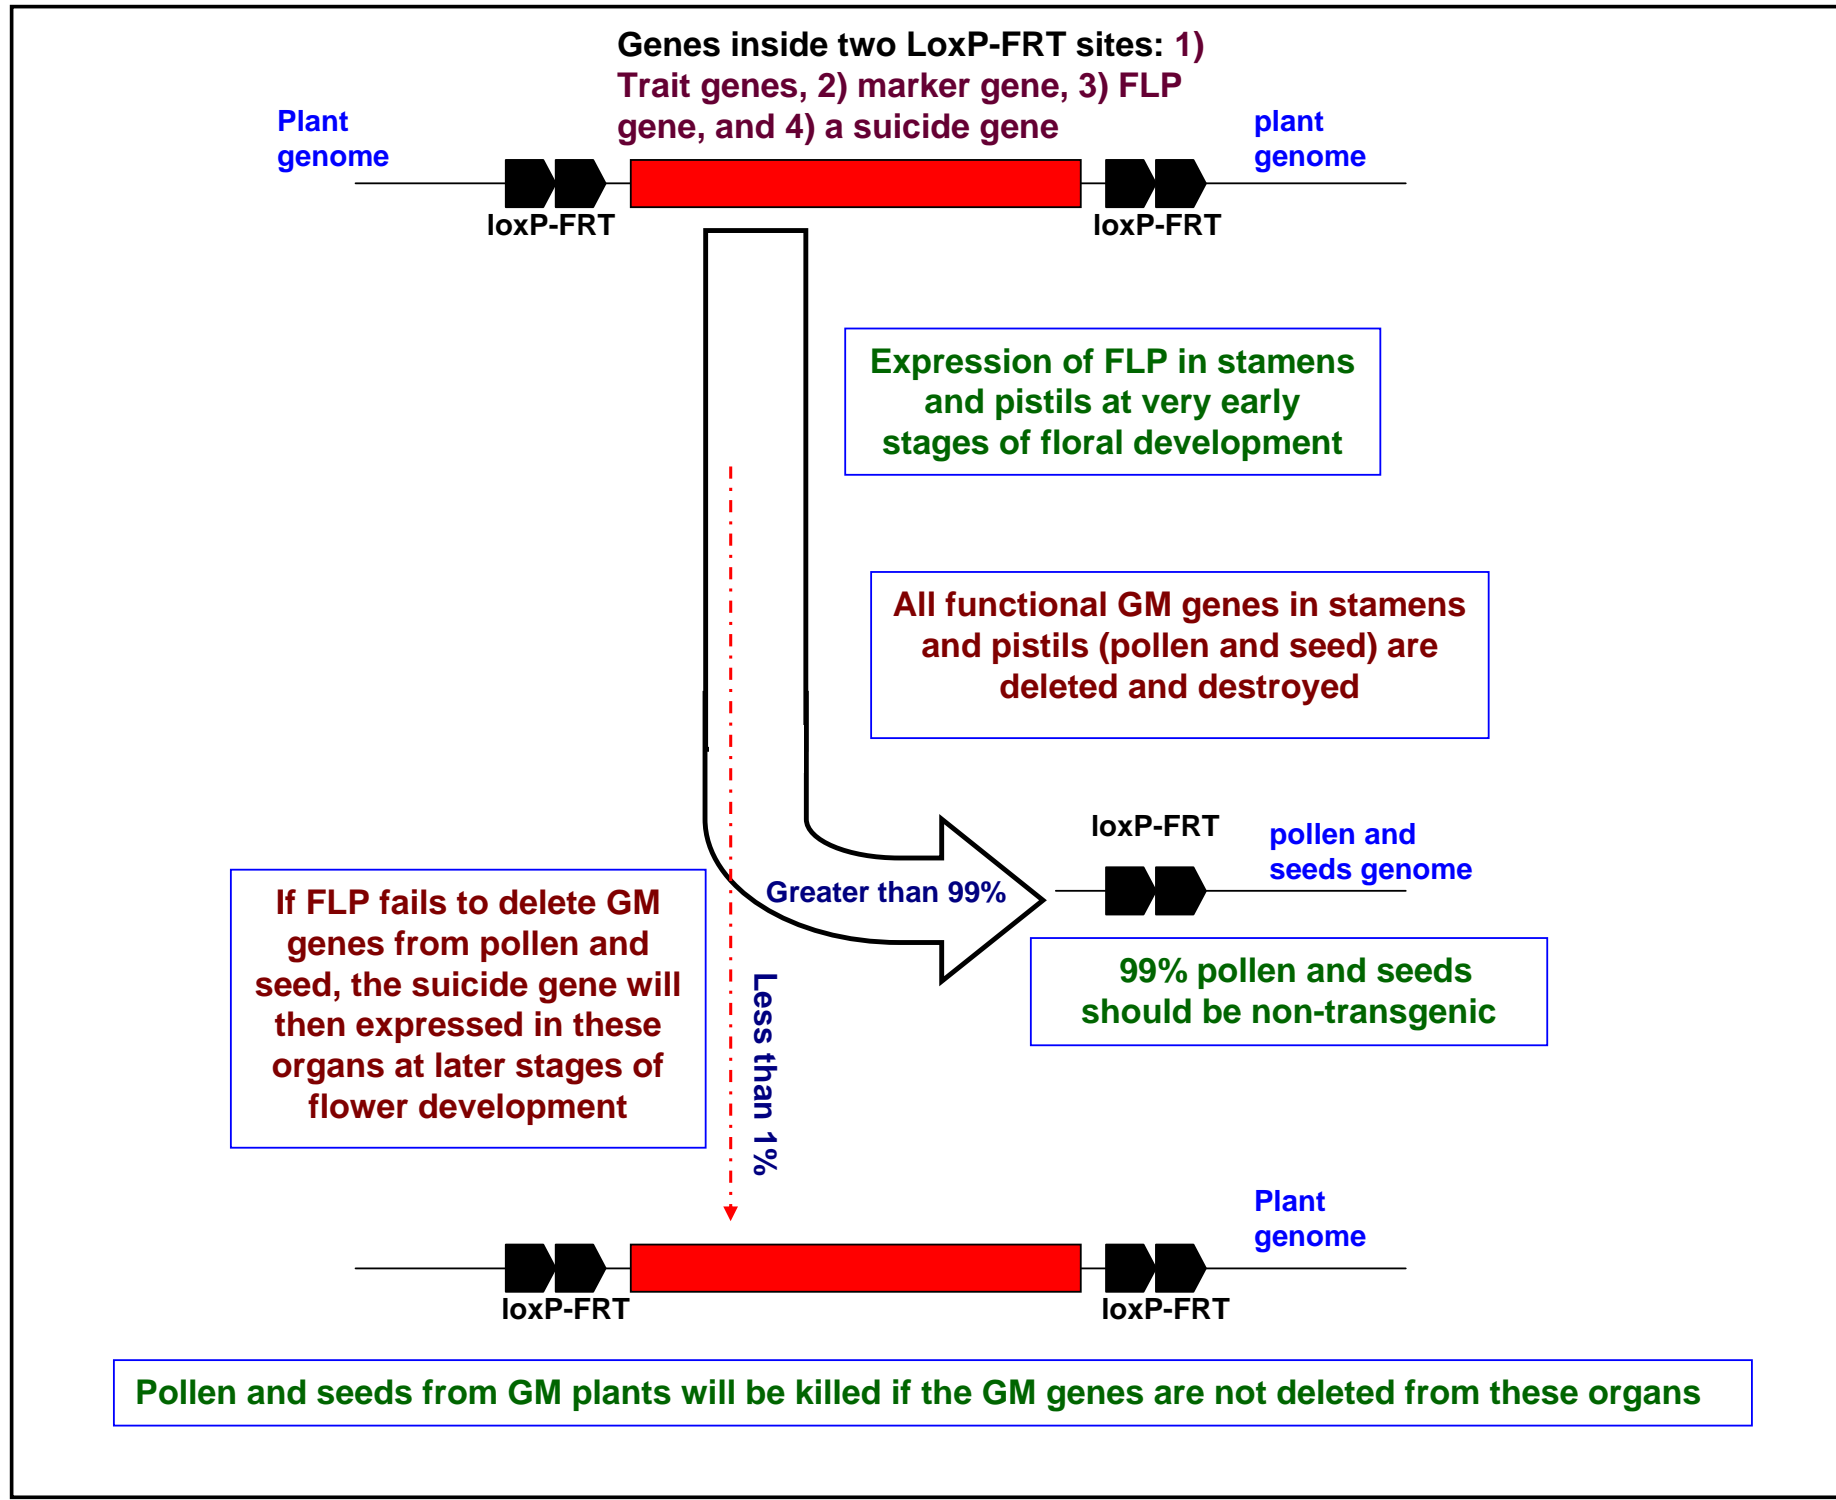 Genes inside two LoxP-FRT sites: 1)
Trait genes, 2) marker gene, 3) FLP
gene, and 4) a suicide gene
Plant
genome
plant
genome
loxP-FRT
loxP-FRT
Expression of FLP in stamens
and pistils at very early
stages of floral development
All functional GM genes in stamens
and pistils (pollen and seed) are
deleted and destroyed
loxP-FRT
pollen and
seeds genome
Greater than 99%
If FLP fails to delete GM
genes from pollen and
seed, the suicide gene will
then expressed in these
organs at later stages of
flower development
99% pollen and seeds
should be non-transgenic
Less than 1%
Plant
genome
loxP-FRT
loxP-FRT
Pollen and seeds from GM plants will be killed if the GM genes are not deleted from these organs